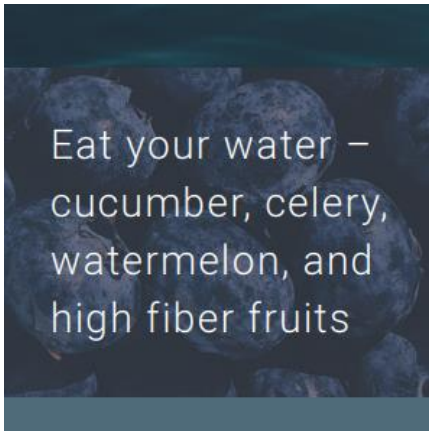 Eat your water –
cucumber, celery,
watermelon, and
high fiber fruits